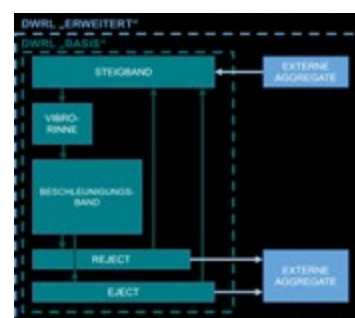 DWRL „ERWEITERT“
DWRL „BASIS“
STEIGBAND
EXTERNE
AGGREGATE
VIBRO-
RINNE
BESCHLEUNIGUNGS-
BAND
REJECT
EJECT
EXTERNE
AGGREGATE